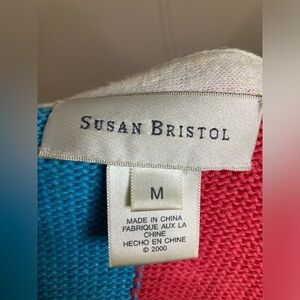 SUSAN BRISTOL
M
MADE IN CHINA
FABRIQUE AUX LA
CHINE
HECHO EN CHINE
© 2000